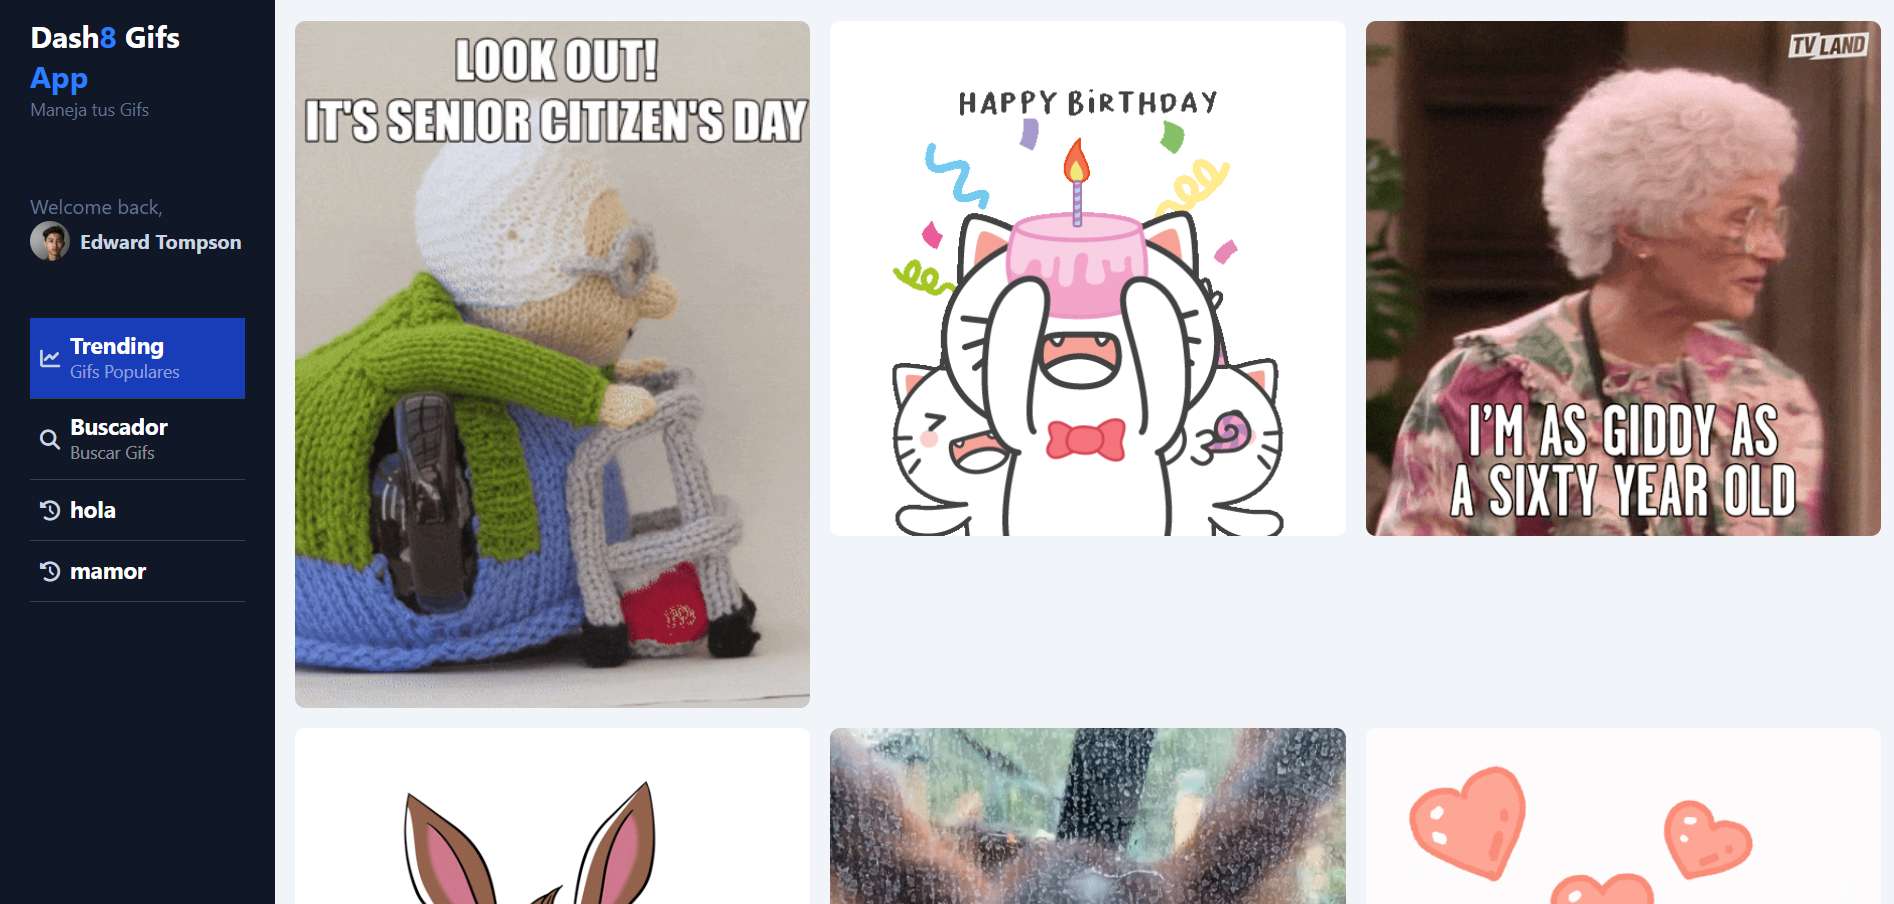 Dash8 Gifs
App
Maneja tus Gifs
Welcome back,
Edward Tompson
Trending
Gifs Populares
Buscador
Buscar Gifs
hola
mamor
LOOK OUT!
IT'S SENIOR CITIZEN'S DAY
HAPPY BiRTHDAY
TV LAND
I'M AS GIDDY AS
A SIXTY YEAR OLD